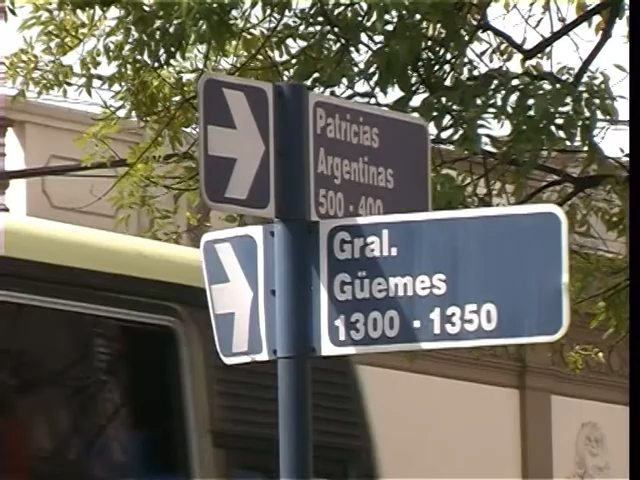 Patricias
Argentinas
500 - 400
Gral.
Güemes
1300 - 1350